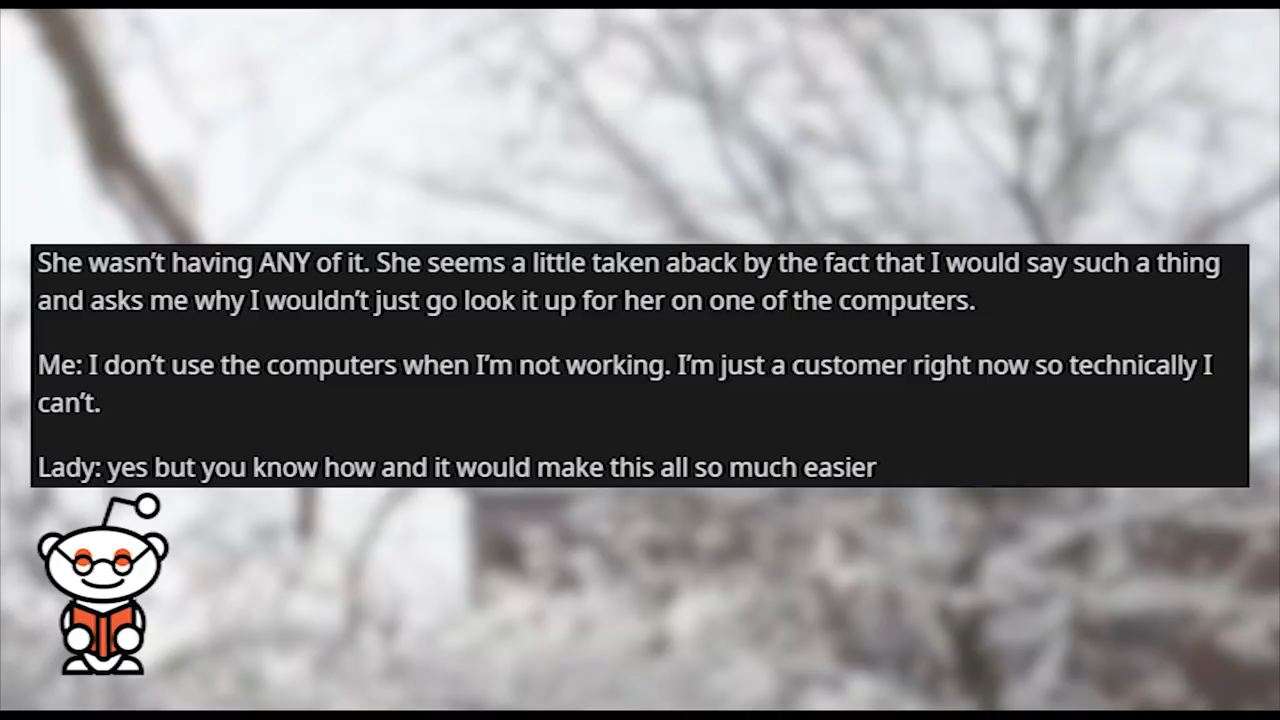 She wasn’t having ANY of it. She seems a little taken aback by the fact that I would say such a thing
and asks me why I wouldn’t just go look it up for her on one of the computers.
Me: I don’t use the computers when I’m not working. I’m just a customer right now so technically I
can’t.
Lady: yes but you know how and it would make this all so much easier